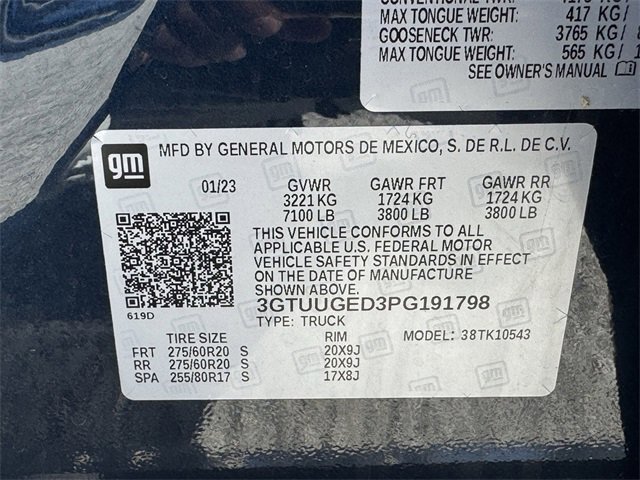 CONVENTIONAL TWR:
MAX TONGUE WEIGHT: 417 KG /
GOOSENECK TWR: 3765 KG /
MAX TONGUE WEIGHT: 565 KG /
SEE OWNER'S MANUAL
gm MFD BY GENERAL MOTORS DE MEXICO, S. DE R.L. DE C.V.
01/23 GVWR GAWR FRT GAWR RR
3221 KG 1724 KG 1724 KG
7100 LB 3800 LB 3800 LB
THIS VEHICLE CONFORMS TO ALL
APPLICABLE U.S. FEDERAL MOTOR
VEHICLE SAFETY STANDARDS IN EFFECT
ON THE DATE OF MANUFACTURE
SHOWN ABOVE.
619D
3GTUUGED3PG191798
TYPE: TRUCK MODEL: 38TK10543
TIRE SIZE RIM
FRT 275/60R20 S 20X9J
RR 275/60R20 S 20X9J
SPA 255/80R17 S 17X8J